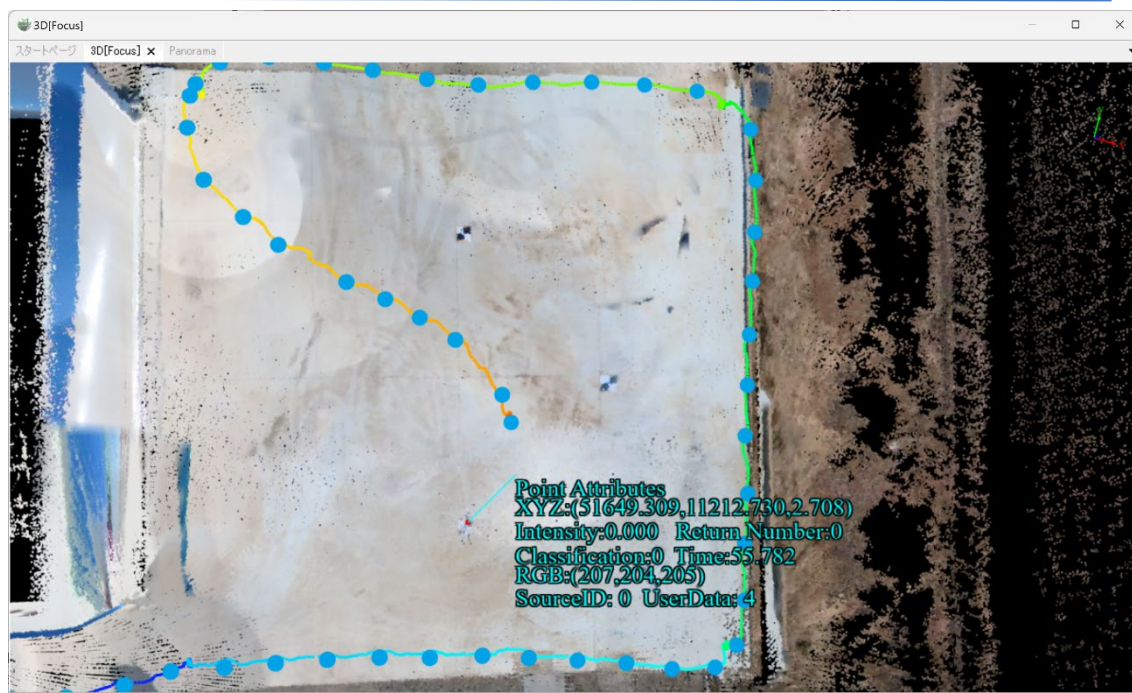 3D[Focus]
スタートページ 3D[Focus] Panorama
Point Attributes
XYZ:(51649.309,11212.730,2.708)
Intensity:0.000 Return Number:0
Classification:0 Time:55.782
RGB:(207,204,205)
SourceID: 0 UserData: 4